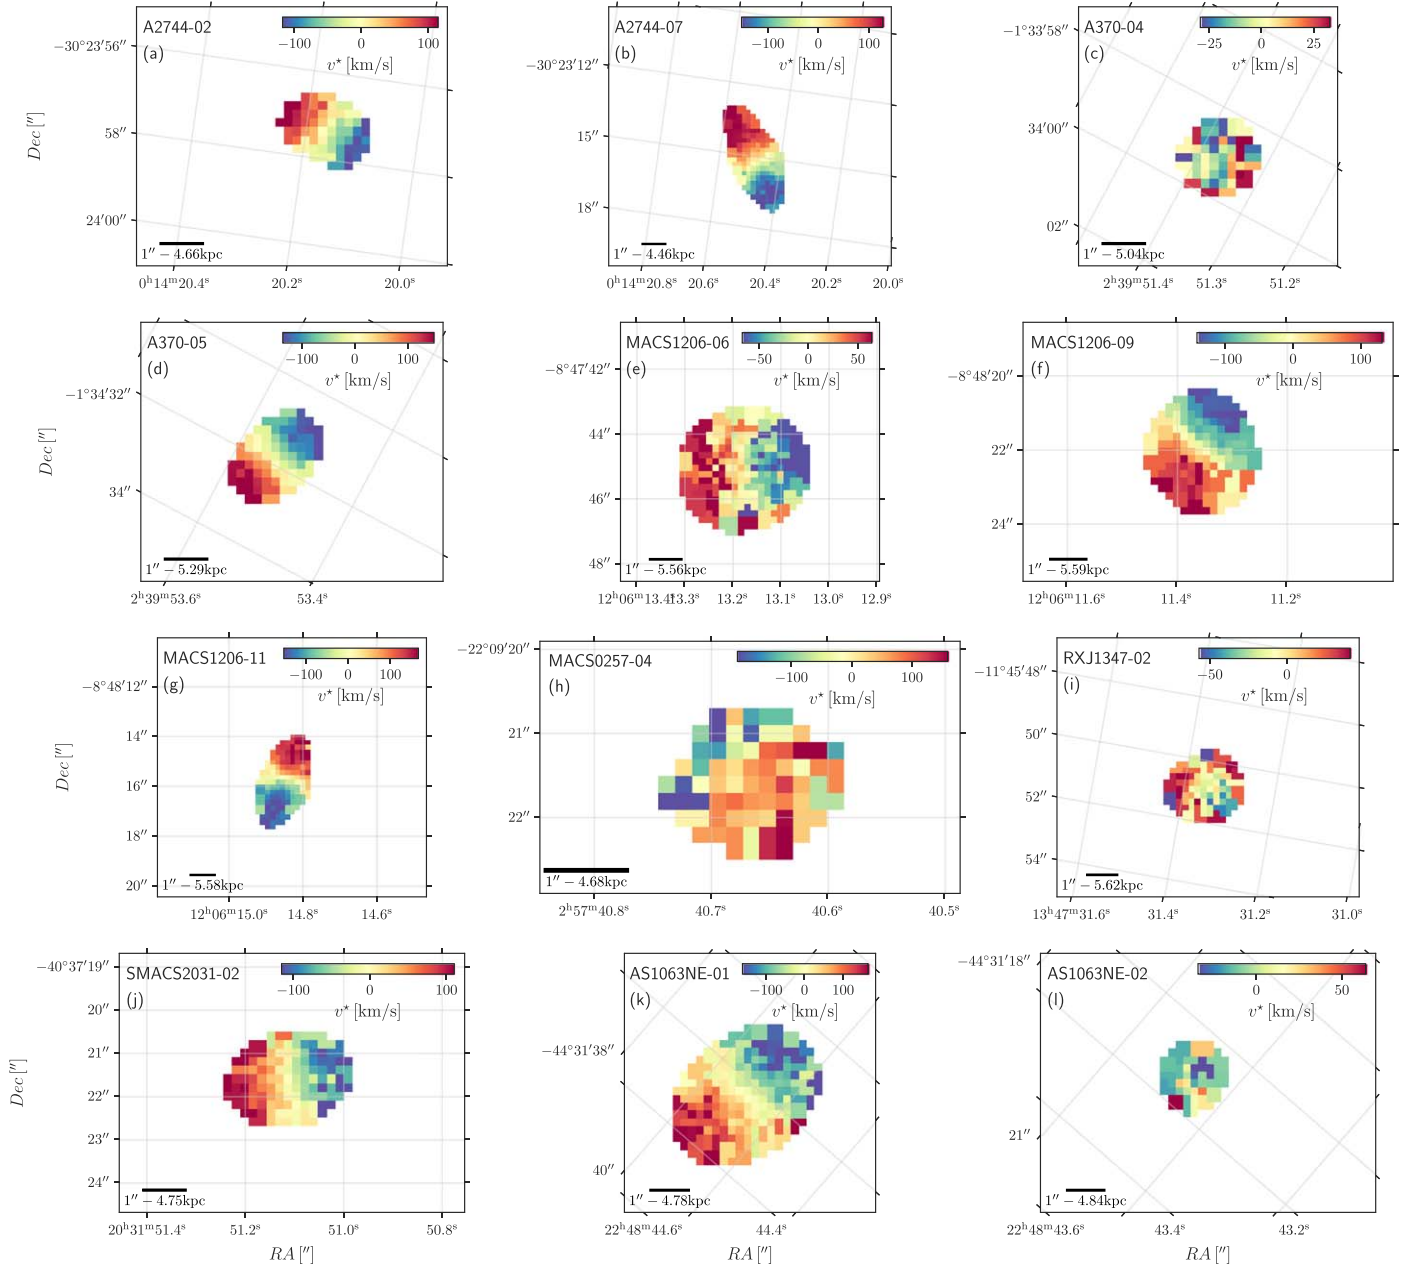 A2744-02
(a)
−100 0 100
v⋆ [km/s]
−30°23′56″
58″
24′00″
Dec [″]
1″ − 4.66kpc
0ʰ14ᵐ20.4ˢ 20.2ˢ 20.0ˢ
A2744-07
(b)
−100 0 100
v⋆ [km/s]
−30°23′12″
15″
18″
1″ − 4.46kpc
0ʰ14ᵐ20.8ˢ 20.6ˢ 20.4ˢ 20.2ˢ 20.0ˢ
A370-04
(c)
−25 0 25
v⋆ [km/s]
−1°33′58″
34′00″
02″
1″ − 5.04kpc
2ʰ39ᵐ51.4ˢ 51.3ˢ 51.2ˢ
A370-05
(d)
−100 0 100
v⋆ [km/s]
−1°34′32″
34″
Dec [″]
1″ − 5.29kpc
2ʰ39ᵐ53.6ˢ 53.4ˢ
MACS1206-06
(e)
−50 0 50
v⋆ [km/s]
−8°47′42″
44″
46″
48″
1″ − 5.56kpc
12ʰ06ᵐ13.4ˢ 13.3ˢ 13.2ˢ 13.1ˢ 13.0ˢ 12.9ˢ
MACS1206-09
(f)
−100 0 100
v⋆ [km/s]
−8°48′20″
22″
24″
1″ − 5.59kpc
12ʰ06ᵐ11.6ˢ 11.4ˢ 11.2ˢ
MACS1206-11
(g)
−100 0 100
v⋆ [km/s]
−8°48′12″
14″
16″
18″
20″
Dec [″]
1″ − 5.58kpc
12ʰ06ᵐ15.0ˢ 14.8ˢ 14.6ˢ
MACS0257-04
(h)
−100 0 100
v⋆ [km/s]
−22°09′20″
21″
22″
1″ − 4.68kpc
2ʰ57ᵐ40.8ˢ 40.7ˢ 40.6ˢ 40.5ˢ
RXJ1347-02
(i)
−50 0
v⋆ [km/s]
−11°45′48″
50″
52″
54″
1″ − 5.62kpc
13ʰ47ᵐ31.6ˢ 31.4ˢ 31.2ˢ 31.0ˢ
SMACS2031-02
(j)
−100 0 100
v⋆ [km/s]
−40°37′19″
20″
21″
22″
23″
24″
Dec [″]
1″ − 4.75kpc
20ʰ31ᵐ51.4ˢ 51.2ˢ 51.0ˢ 50.8ˢ
RA [″]
AS1063NE-01
(k)
−100 0 100
v⋆ [km/s]
−44°31′38″
40″
1″ − 4.78kpc
22ʰ48ᵐ44.6ˢ 44.4ˢ
RA [″]
AS1063NE-02
(l)
0 50
v⋆ [km/s]
−44°31′18″
21″
1″ − 4.84kpc
22ʰ48ᵐ43.6ˢ 43.4ˢ 43.2ˢ
RA [″]